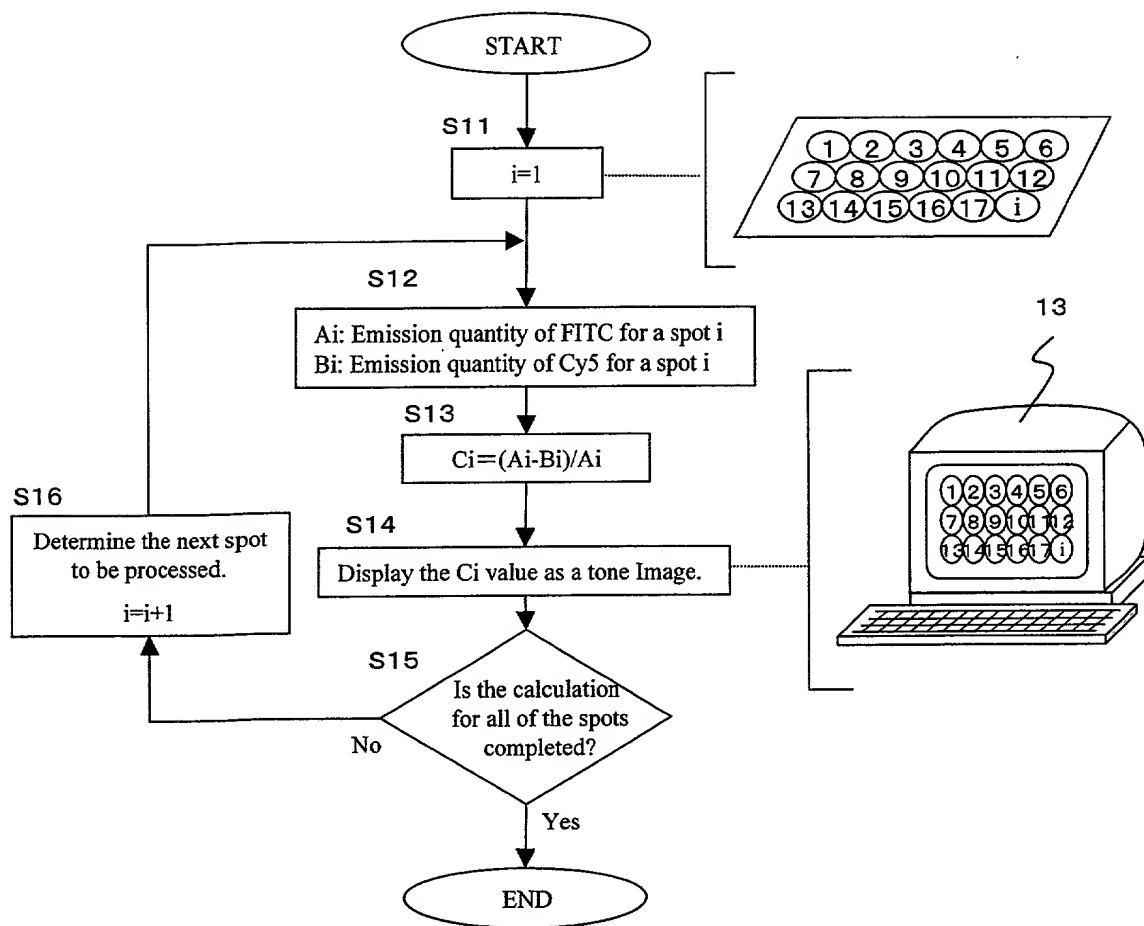 START
S11
i=1
1 2 3 4 5 6
7 8 9 10 11 12
13 14 15 16 17 i
S12
Ai: Emission quantity of FITC for a spot i
Bi: Emission quantity of Cy5 for a spot i
13
S13
Ci=(Ai-Bi)/Ai
1 2 3 4 5 6
7 8 9 10 11 12
13 14 15 16 17 i
S16
Determine the next spot
to be processed.
i=i+1
S14
Display the Ci value as a tone Image.
S15
Is the calculation
for all of the spots
completed?
No
Yes
END